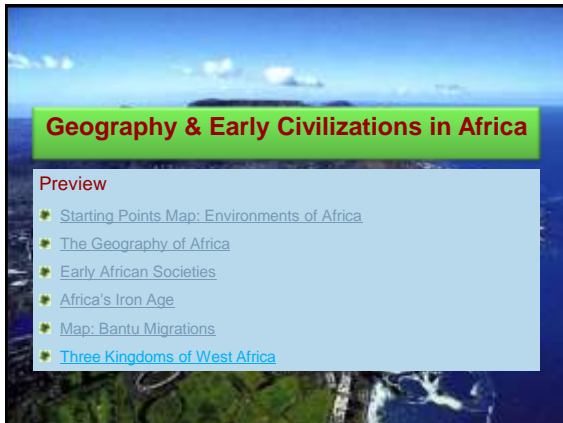 Geography & Early Civilizations in Africa
Preview
Starting Points Map: Environments of Africa
The Geography of Africa
Early African Societies
Africa's Iron Age
Map: Bantu Migrations
Three Kingdoms of West Africa